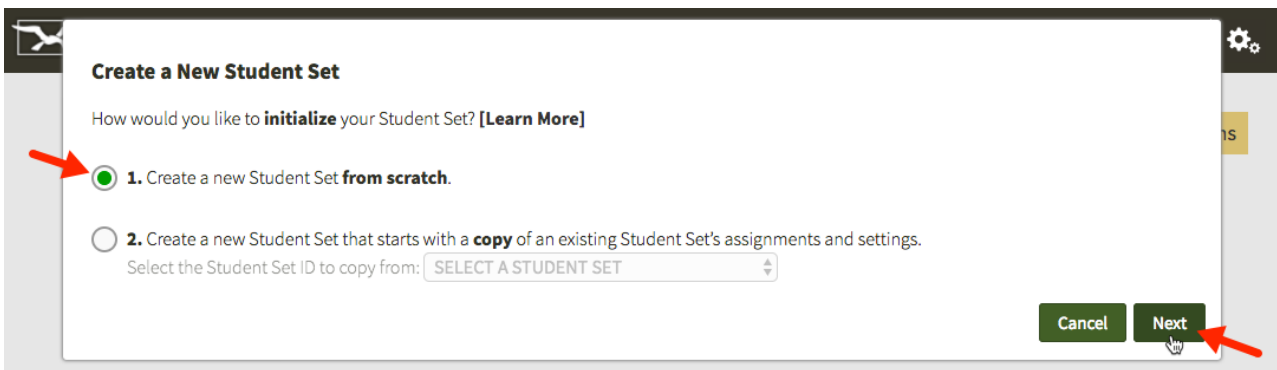 Create a New Student Set
How would you like to initialize your Student Set? [Learn More]
1. Create a new Student Set from scratch.
2. Create a new Student Set that starts with a copy of an existing Student Set's assignments and settings.
Select the Student Set ID to copy from: SELECT A STUDENT SET
Cancel Next